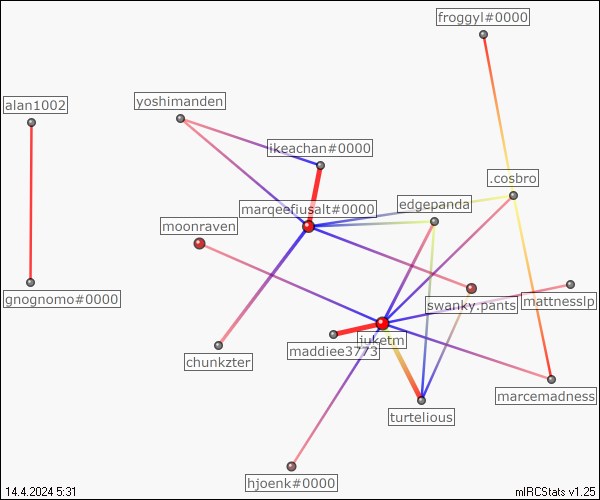 froggyl#0000
alan1002
yoshimanden
ikeachan#0000
.cosbro
edgepanda
marqeefiusalt#0000
moonraven
gnognomo#0000
swanky.pants
mattnesslp
maddiee3773
chunkzter
marcemadness
turtelious
hjoenk#0000
14.4.2024 5:31
mIRCStats v1.25